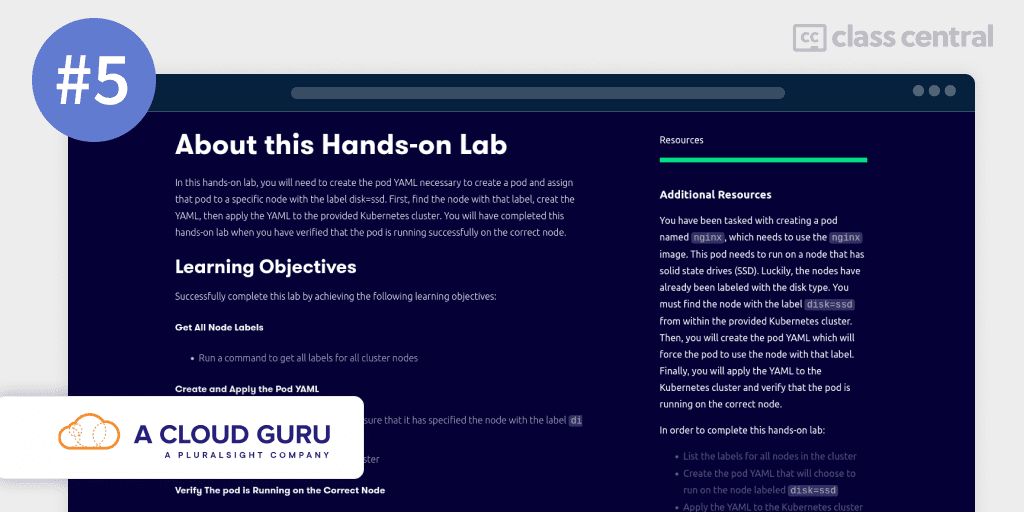 #5
cc class central
About this Hands-on Lab
In this hands-on lab, you will need to create the pod YAML necessary to create a pod and assign
that pod to a specific node with the label disk=ssd. First, find the node with that label, creat the
YAML, then apply the YAML to the provided Kubernetes cluster. You will have completed this
hands-on lab when you have verified that the pod is running successfully on the correct node.
Learning Objectives
Successfully complete this lab by achieving the following learning objectives:
Get All Node Labels
• Run a command to get all labels for all cluster nodes
Create and Apply the Pod YAML
sure that it has specified the node with the label di
ster
Verify The pod is Running on the Correct Node
A CLOUD GURU
A PLURALSIGHT COMPANY
Resources
Additional Resources
You have been tasked with creating a pod
named nginx, which needs to use the nginx
image. This pod needs to run on a node that has
solid state drives (SSD). Luckily, the nodes have
already been labeled with the disk type. You
must find the node with the label disk=ssd
from within the provided Kubernetes cluster.
Then, you will create the pod YAML which will
force the pod to use the node with that label.
Finally, you will apply the YAML to the
Kubernetes cluster and verify that the pod is
running on the correct node.
In order to complete this hands-on lab:
• List the labels for all nodes in the cluster
• Create the pod YAML that will choose to
run on the node labeled disk=ssd
• Apply the YAML to the Kubernetes cluster